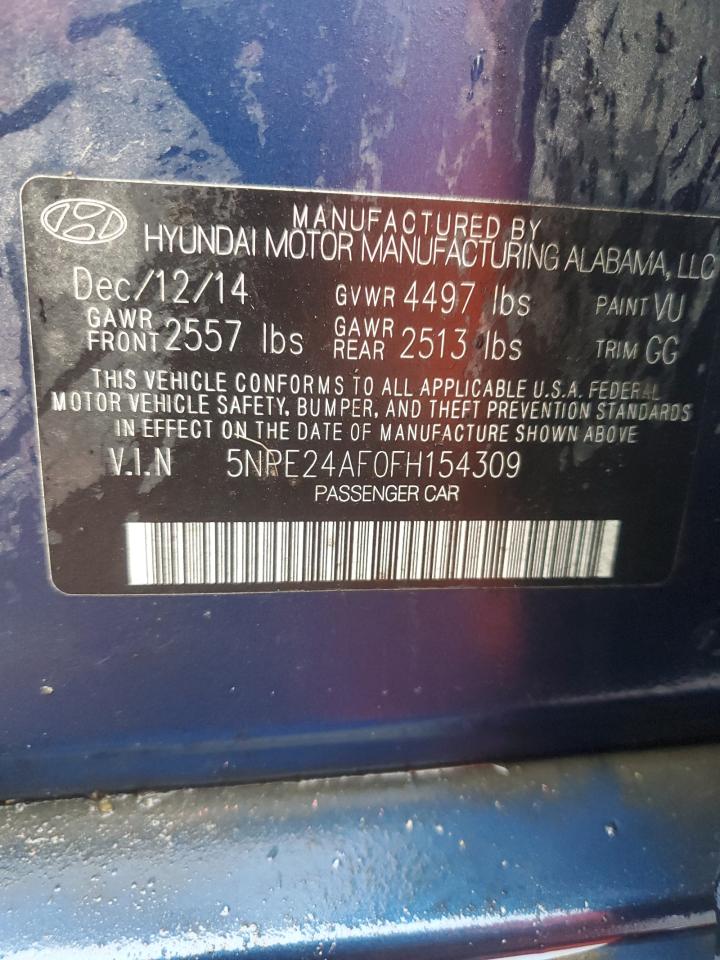 MANUFACTURED BY
HYUNDAI MOTOR MANUFACTURING ALABAMA, LLC
Dec/12/14 GVWR 4497 lbs PAINT VU
GAWR FRONT 2557 lbs GAWR REAR 2513 lbs TRIM GG
THIS VEHICLE CONFORMS TO ALL APPLICABLE U.S.A. FEDERAL
MOTOR VEHICLE SAFETY, BUMPER, AND THEFT PREVENTION STANDARDS
IN EFFECT ON THE DATE OF MANUFACTURE SHOWN ABOVE.
V.I.N 5NPE24AF0FH154309
PASSENGER CAR